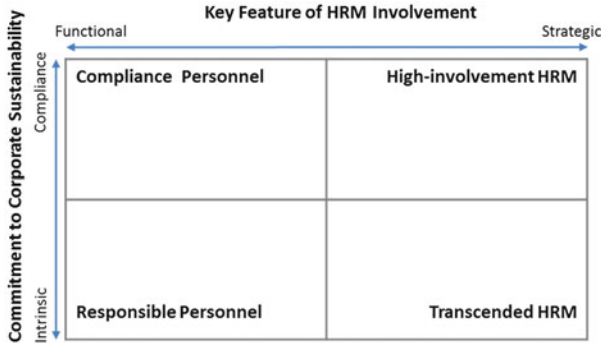 Key Feature of HRM Involvement
Functional
Strategic
Commitment to Corporate Sustainability
Compliance
Intrinsic
Compliance Personnel
High-involvement HRM
Responsible Personnel
Transcended HRM